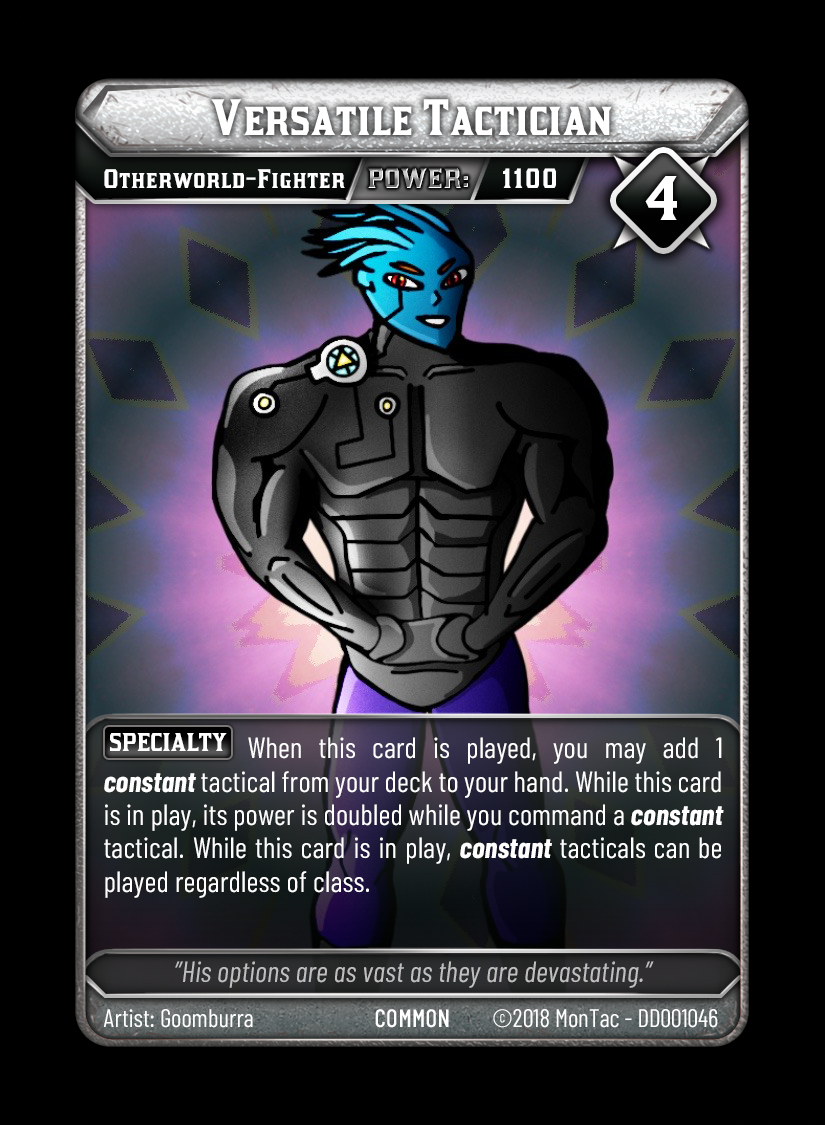 Versatile Tactician
Otherworld-Fighter POWER: 1100
4
SPECIALTY When this card is played, you may add 1
constant tactical from your deck to your hand. While this card
is in play, its power is doubled while you command a constant
tactical. While this card is in play, constant tacticals can be
played regardless of class.
"His options are as vast as they are devastating."
Artist: Goomburra COMMON ©2018 MonTac - DD001046